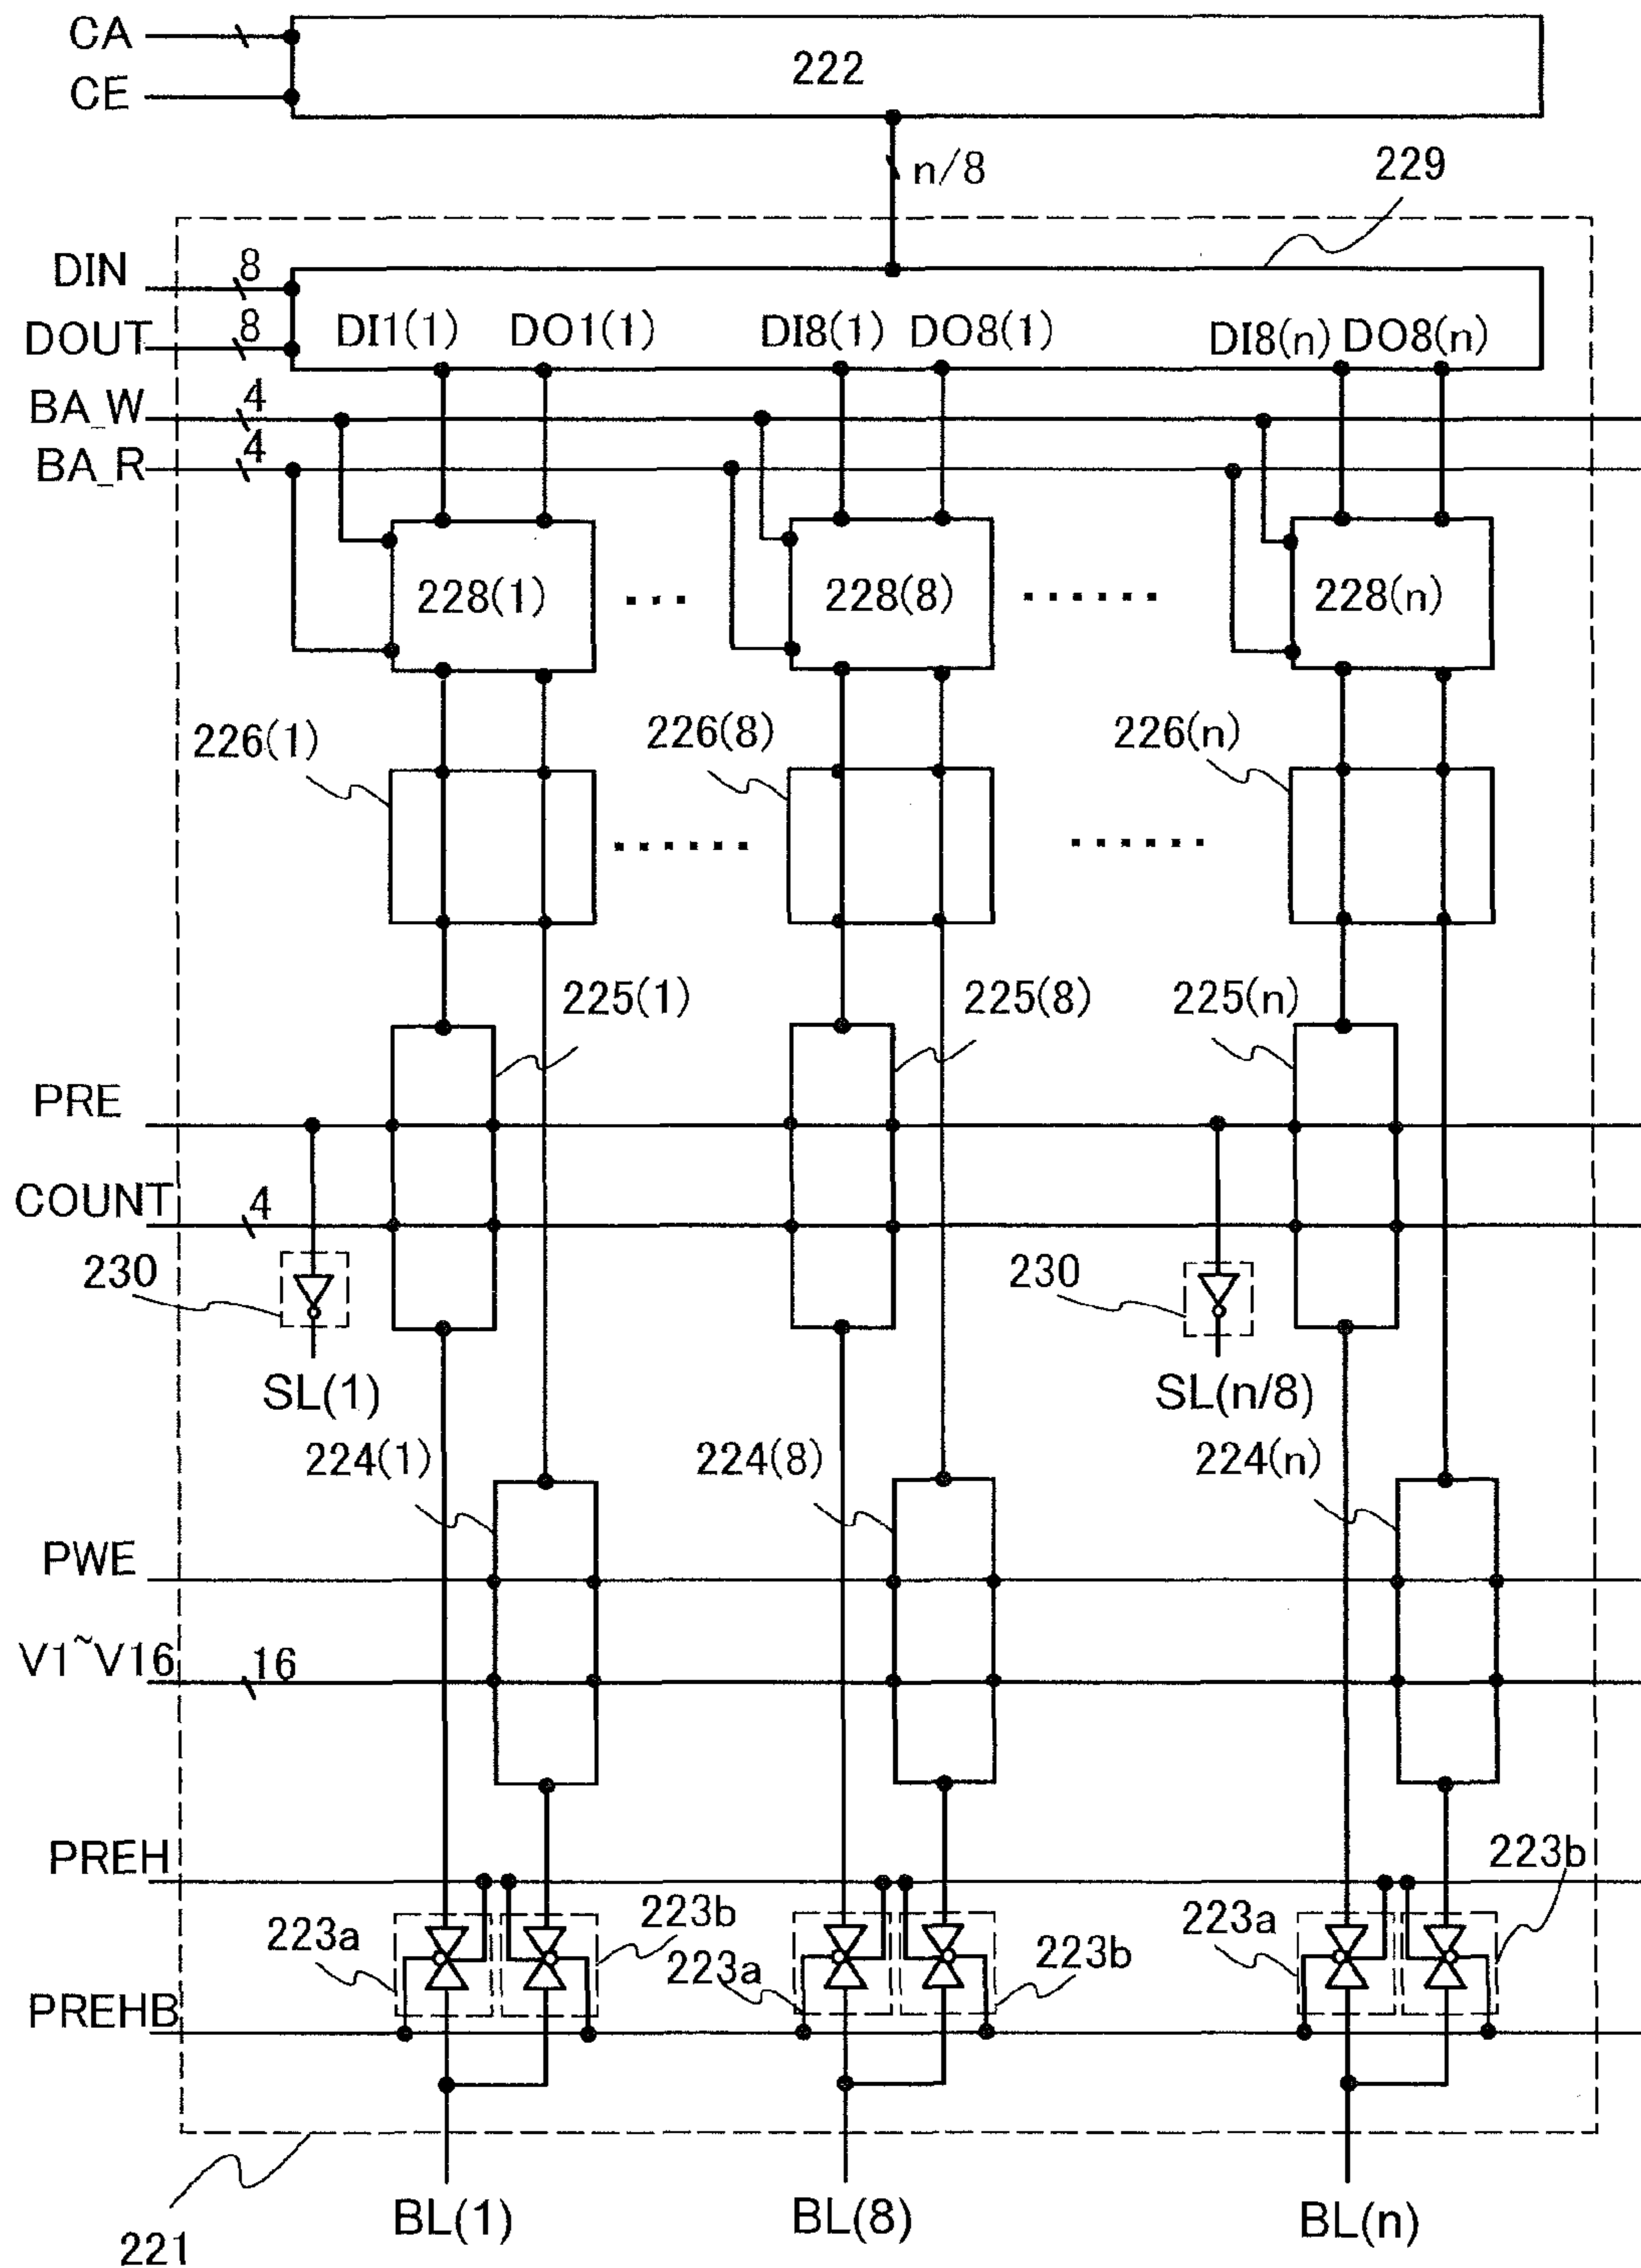 CA
222
CE
n/8
229
DIN 8
DOUT 8
DI1(1) DO1(1) DI8(1) DO8(1) DI8(n) DO8(n)
BA_W 4
BA_R 4
228(1) 228(8) 228(n)
226(1) 226(8) 226(n)
225(1) 225(8) 225(n)
PRE
COUNT 4
230 230
SL(1) SL(n/8)
224(1) 224(8) 224(n)
PWE
V1~V16 16
PREH
223a 223b 223a 223b 223a 223b
PREHB
BL(1) BL(8) BL(n)
221